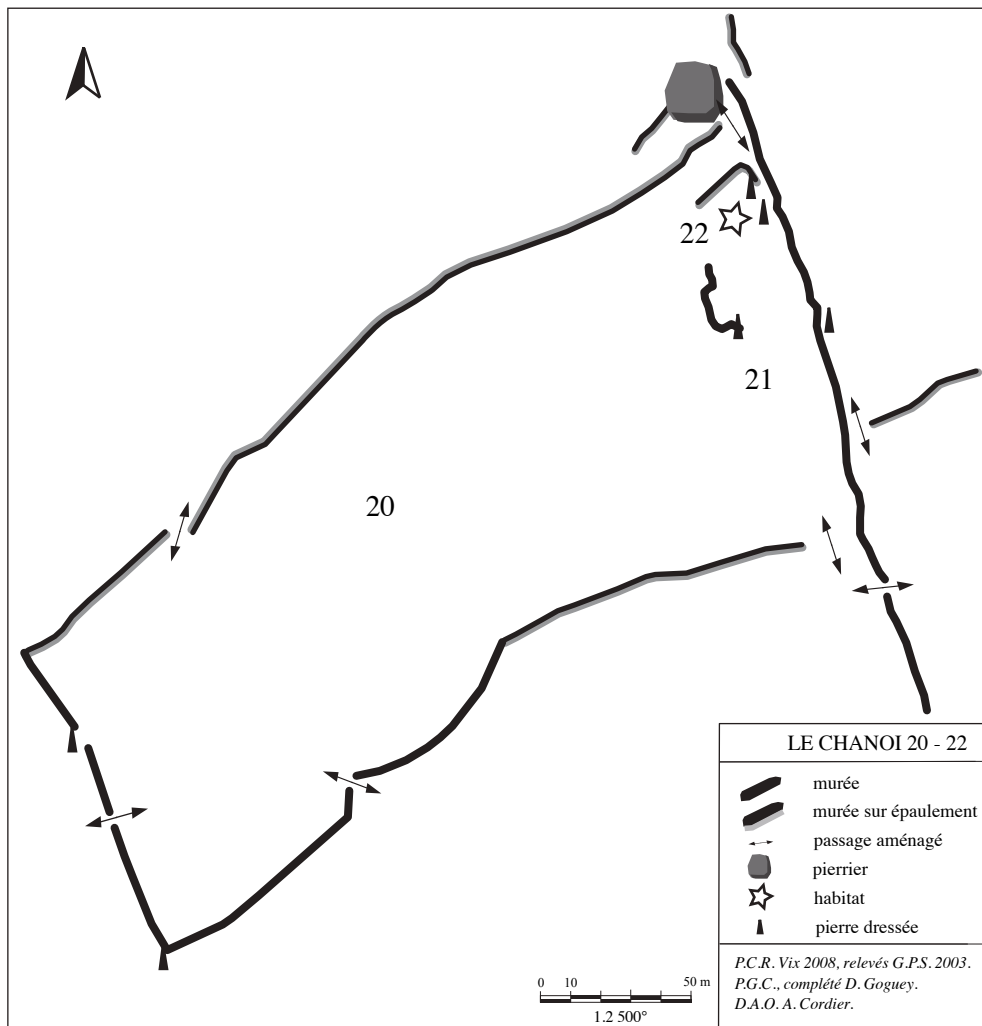 22
21
20
LE CHANOI 20 - 22
murée
murée sur épaulement
passage aménagé
pierrier
habitat
pierre dressée
P.C.R. Vix 2008, relevés G.P.S. 2003.
P.G.C., complété D. Goguey.
D.A.O. A. Cordier.
0 10 50 m
1.2 500°